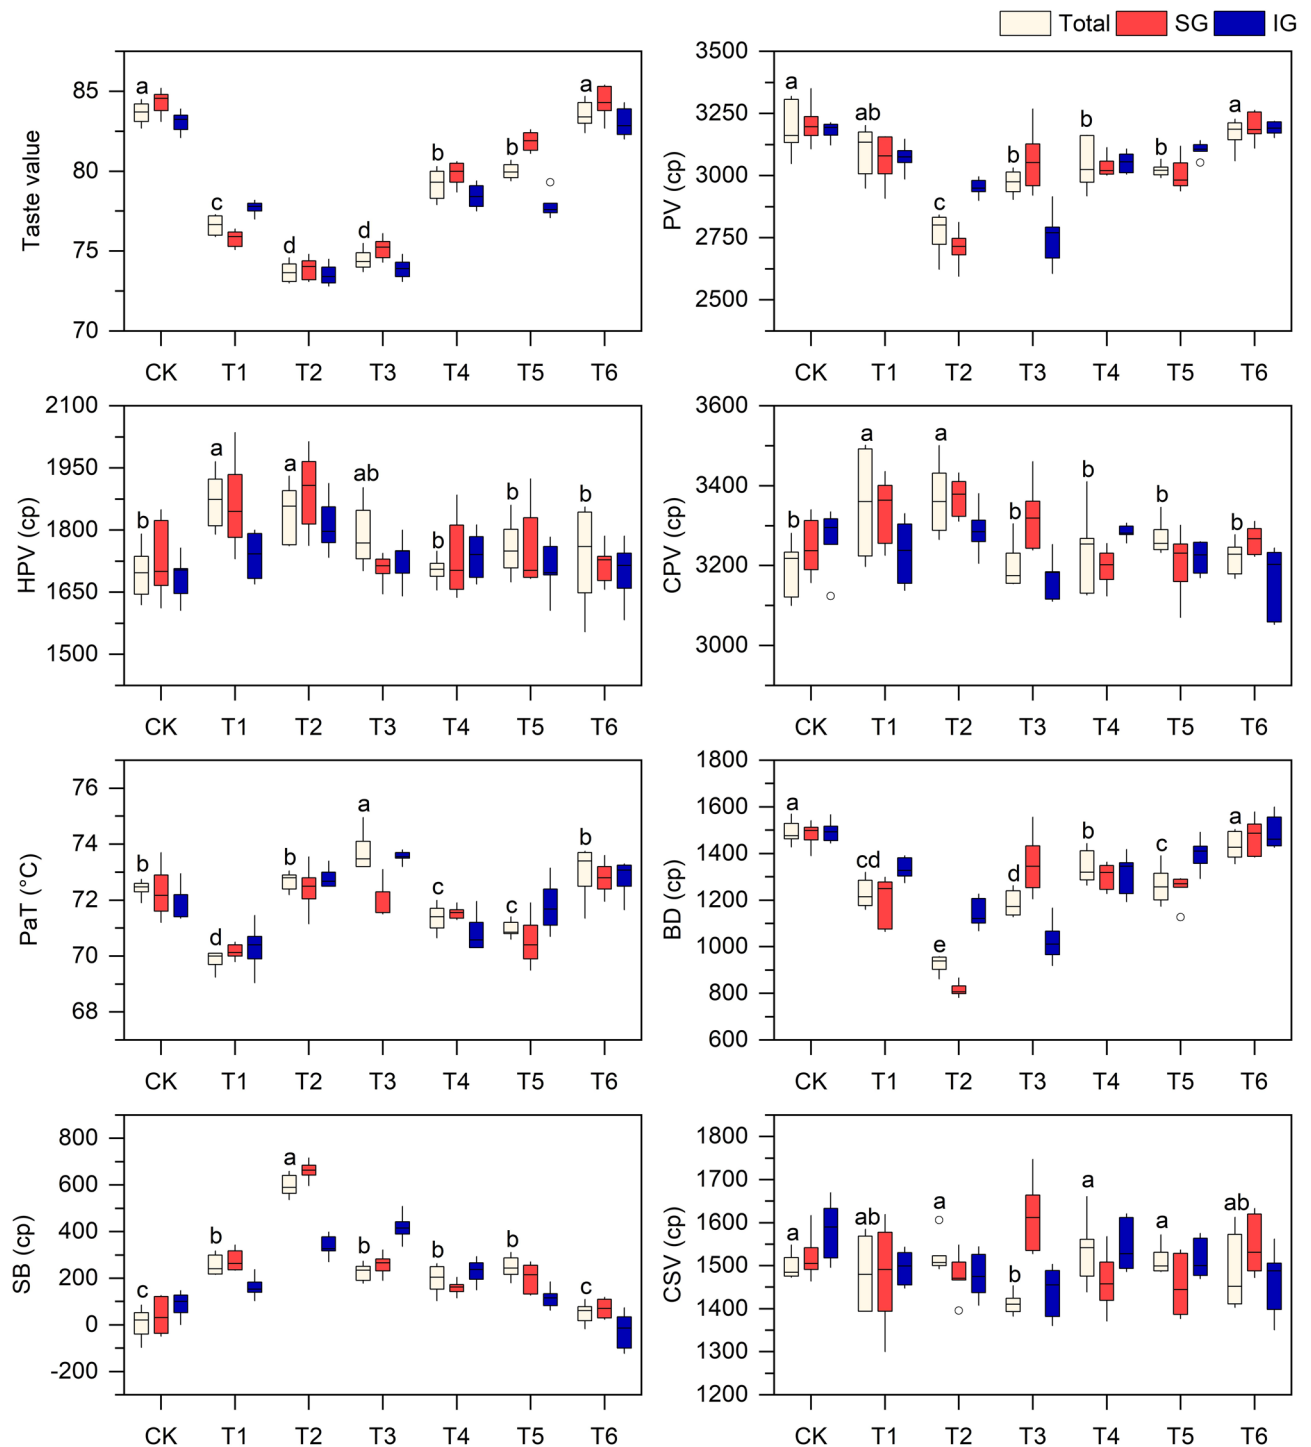 Total SG IG
Taste value
85
80
75
70
a
c
d
d
b
b
a
CK T1 T2 T3 T4 T5 T6
PV (cp)
3500
3250
3000
2750
2500
a
ab
c
b
b
b
a
CK T1 T2 T3 T4 T5 T6
HPV (cp)
2100
1950
1800
1650
1500
b
a
a
ab
b
b
b
CK T1 T2 T3 T4 T5 T6
CPV (cp)
3600
3400
3200
3000
b
a
a
b
b
b
b
CK T1 T2 T3 T4 T5 T6
PaT (°C)
76
74
72
70
68
b
d
b
a
c
c
b
CK T1 T2 T3 T4 T5 T6
BD (cp)
1800
1600
1400
1200
1000
800
600
a
cd
e
d
b
c
a
CK T1 T2 T3 T4 T5 T6
SB (cp)
800
600
400
200
0
-200
c
b
a
b
b
b
c
CK T1 T2 T3 T4 T5 T6
CSV (cp)
1800
1700
1600
1500
1400
1300
1200
a
ab
a
b
a
a
ab
CK T1 T2 T3 T4 T5 T6